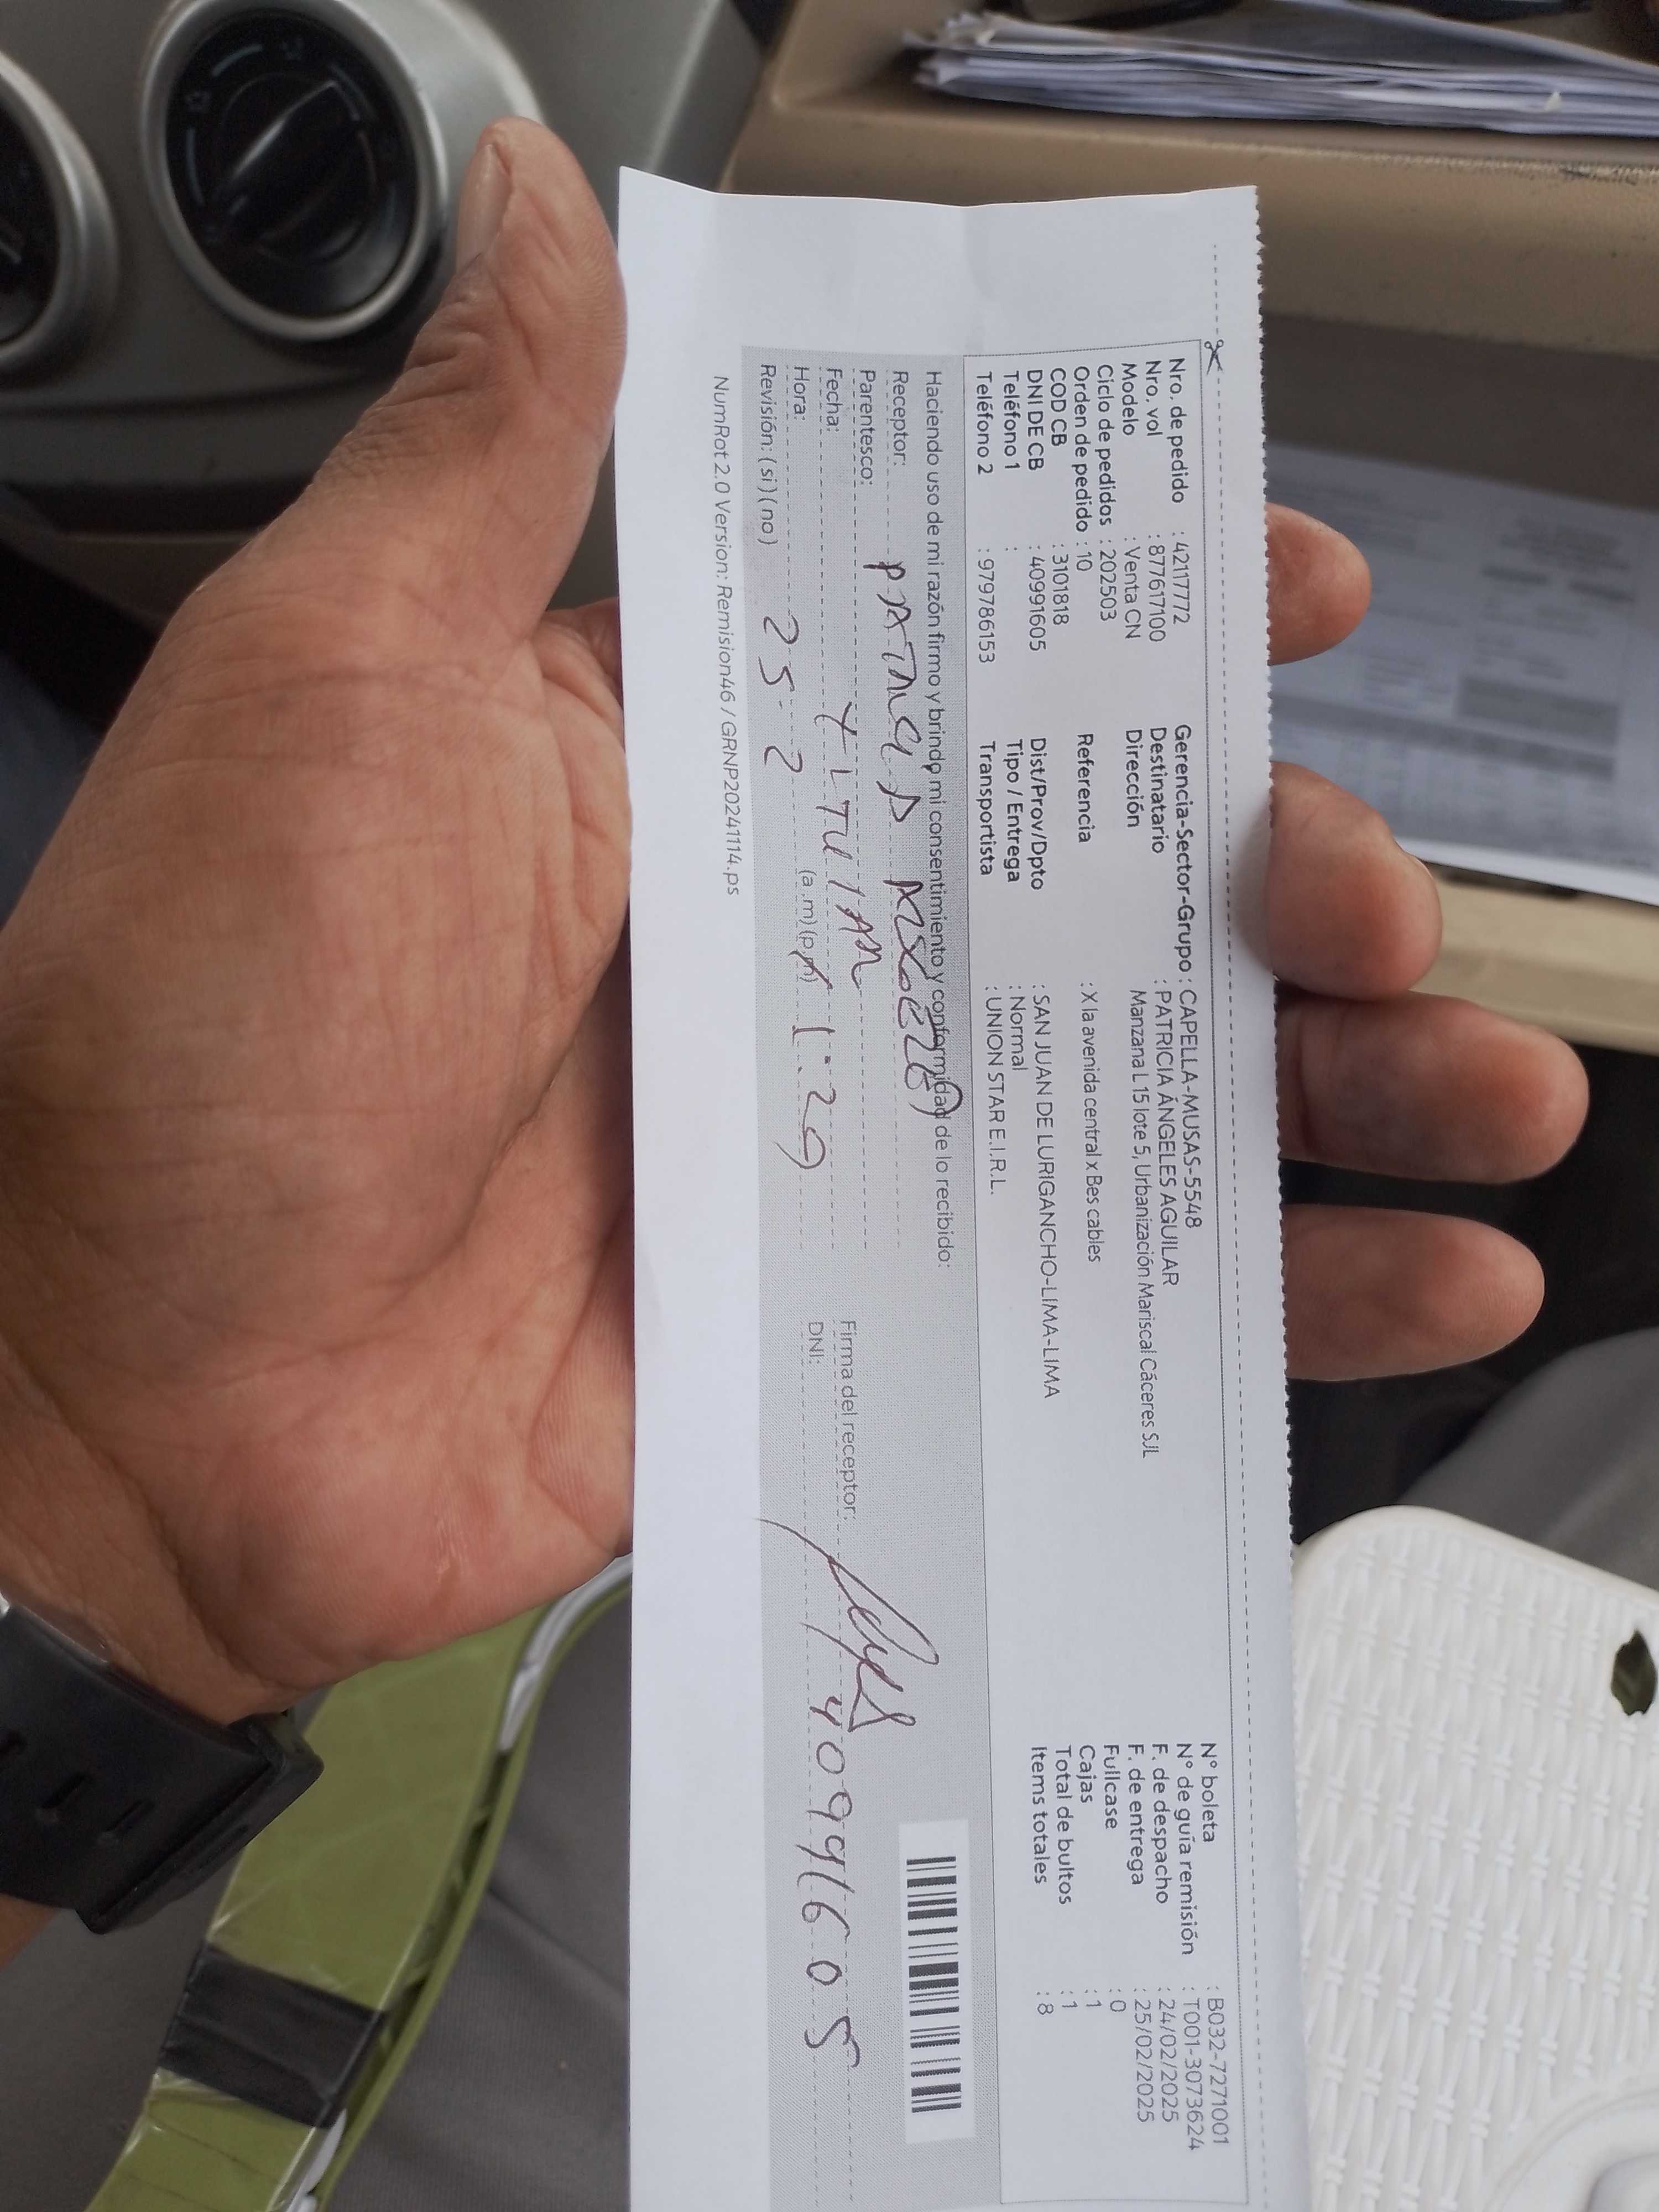 Nro. de pedido : 42117772
Nro. vol : 877617100
Modelo : Venta CN
Ciclo de pedidos : 202503
Orden de pedido : 10
COD CB : 3101818
DNI DE CB : 40991605
Teléfono 1 :
Teléfono 2 : 979786153
Gerencia-Sector-Grupo : CAPELLA-MUSAS-5548
Destinatario : PATRICIA ÁNGELES AGUILAR
Dirección Manzana L 15 lote 5, Urbanización Mariscal Cáceres SJL
Referencia : X la avenida central x Bes cables
Dist/Prov/Dpto : SAN JUAN DE LURIGANCHO-LIMA-LIMA
Tipo / Entrega : Normal
Transportista : UNION STAR E.I.R.L.
N° boleta : B032-7271001
N° de guía remisión : T001-3073624
F. de despacho : 24/02/2025
F. de entrega : 25/02/2025
Fullcase : 0
Cajas : 1
Total de bultos : 1
Items totales : 8
Haciendo uso de mi razón firmo y brindo mi consentimiento y conformidad de lo recibido:
Receptor:
Parentesco:
Fecha:
Hora: (a.m) (pm) 1:29
Revisión: (si) (no) 25 2
Firma del receptor:
DNI: 40991605
NumRot 2.0 Version: Remision46 / GRNP20241114.ps